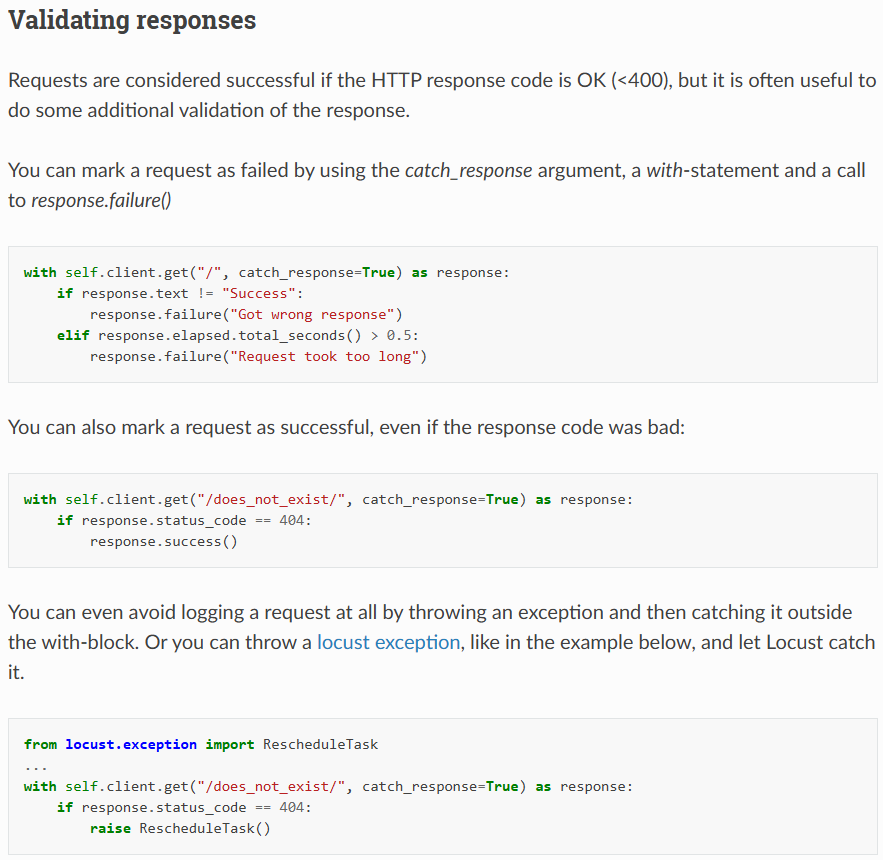 Validating responses
Requests are considered successful if the HTTP response code is OK (<400), but it is often useful to
do some additional validation of the response.
You can mark a request as failed by using the catch_response argument, a with-statement and a call
to response.failure()
with self.client.get("/", catch_response=True) as response:
    if response.text != "Success":
        response.failure("Got wrong response")
    elif response.elapsed.total_seconds() > 0.5:
        response.failure("Request took too long")
You can also mark a request as successful, even if the response code was bad:
with self.client.get("/does_not_exist/", catch_response=True) as response:
    if response.status_code == 404:
        response.success()
You can even avoid logging a request at all by throwing an exception and then catching it outside
the with-block. Or you can throw a locust exception, like in the example below, and let Locust catch
it.
from locust.exception import RescheduleTask
...
with self.client.get("/does_not_exist/", catch_response=True) as response:
    if response.status_code == 404:
        raise RescheduleTask()